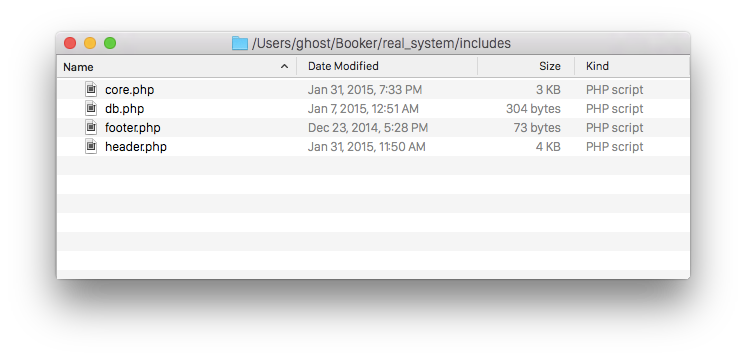 /Users/ghost/Booker/real_system/includes
Name Date Modified Size Kind
core.php Jan 31, 2015, 7:33 PM 3 KB PHP script
db.php Jan 7, 2015, 12:51 AM 304 bytes PHP script
footer.php Dec 23, 2014, 5:28 PM 73 bytes PHP script
header.php Jan 31, 2015, 11:50 AM 4 KB PHP script